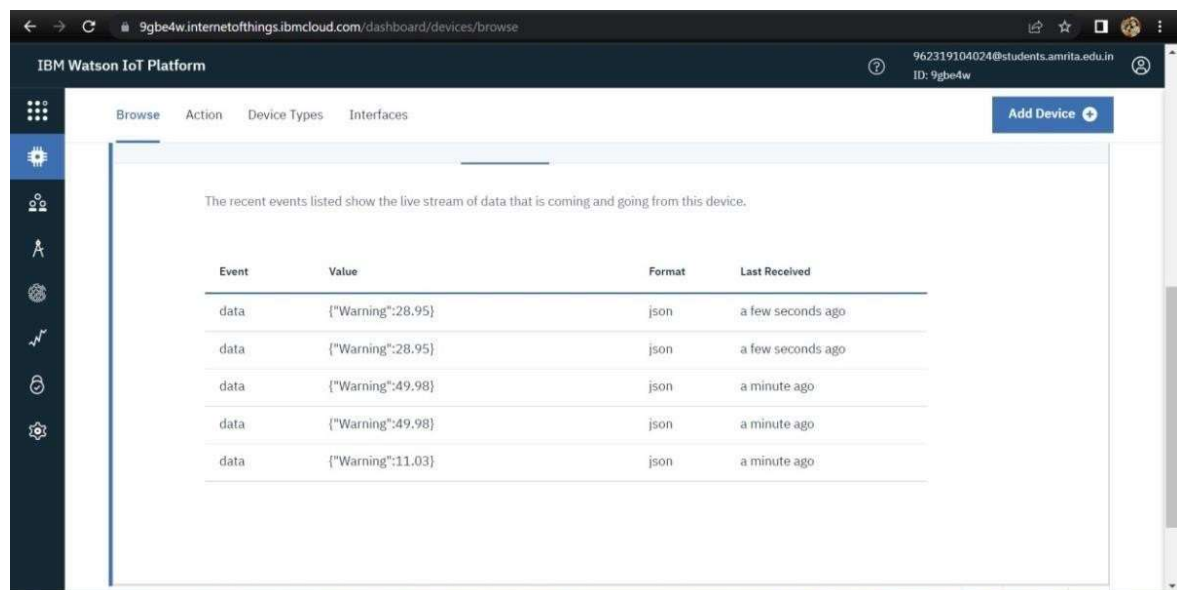 9gbe4w.internetofthings.ibmcloud.com/dashboard/devices/browse
IBM Watson IoT Platform
962319104024@students.amrita.edu.in
ID: 9gbe4w
Browse Action Device Types Interfaces Add Device
The recent events listed show the live stream of data that is coming and going from this device.
Event Value Format Last Received
data {"Warning":28.95} json a few seconds ago
data {"Warning":28.95} json a few seconds ago
data {"Warning":49.98} json a minute ago
data {"Warning":49.98} json a minute ago
data {"Warning":11.03} json a minute ago